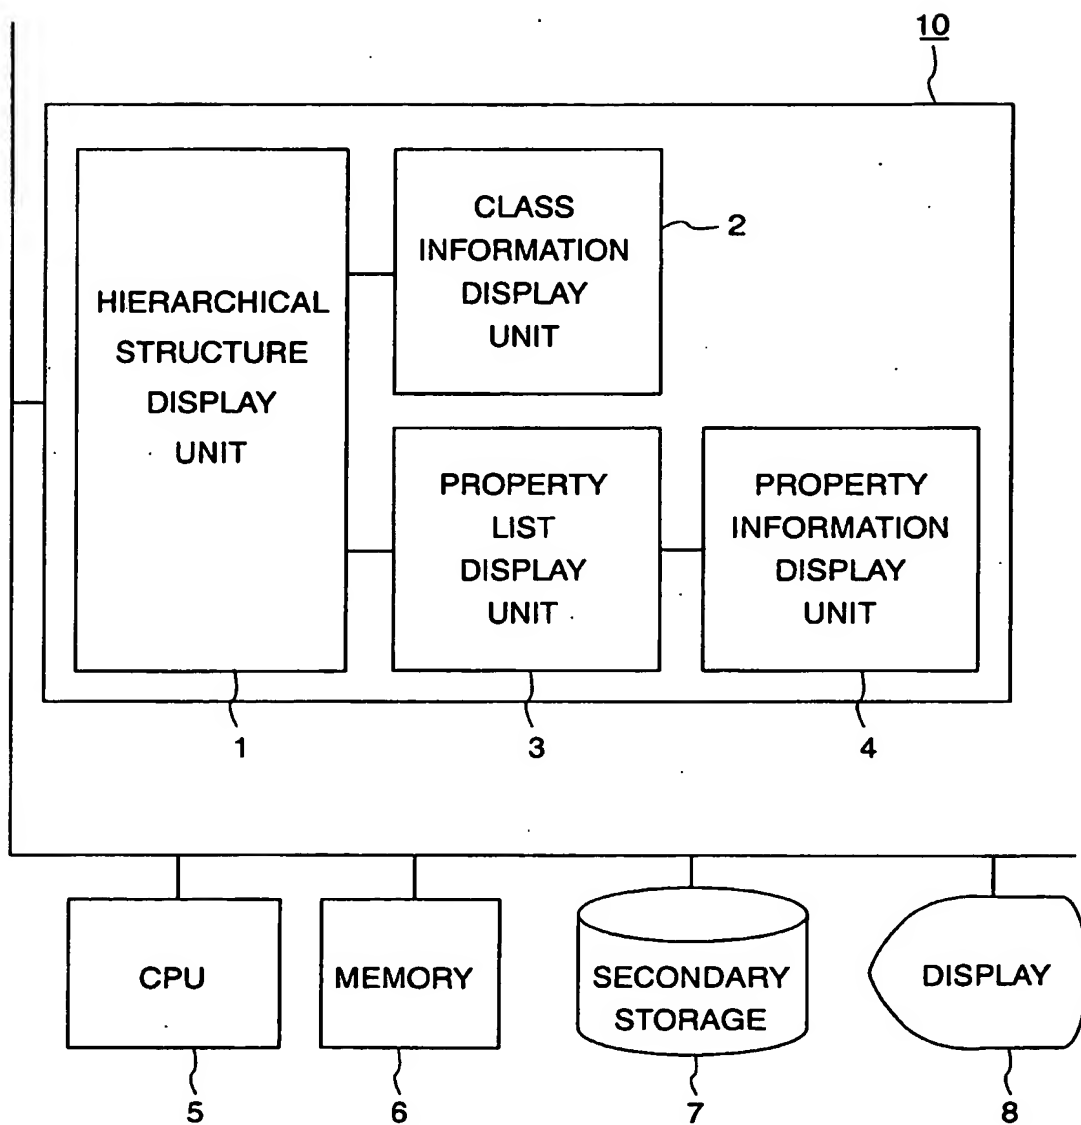 10
CLASS
INFORMATION
DISPLAY
UNIT
2
HIERARCHICAL
STRUCTURE
DISPLAY
UNIT
PROPERTY
LIST
DISPLAY
UNIT
PROPERTY
INFORMATION
DISPLAY
UNIT
1
3
4
CPU
MEMORY
SECONDARY
STORAGE
DISPLAY
5
6
7
8